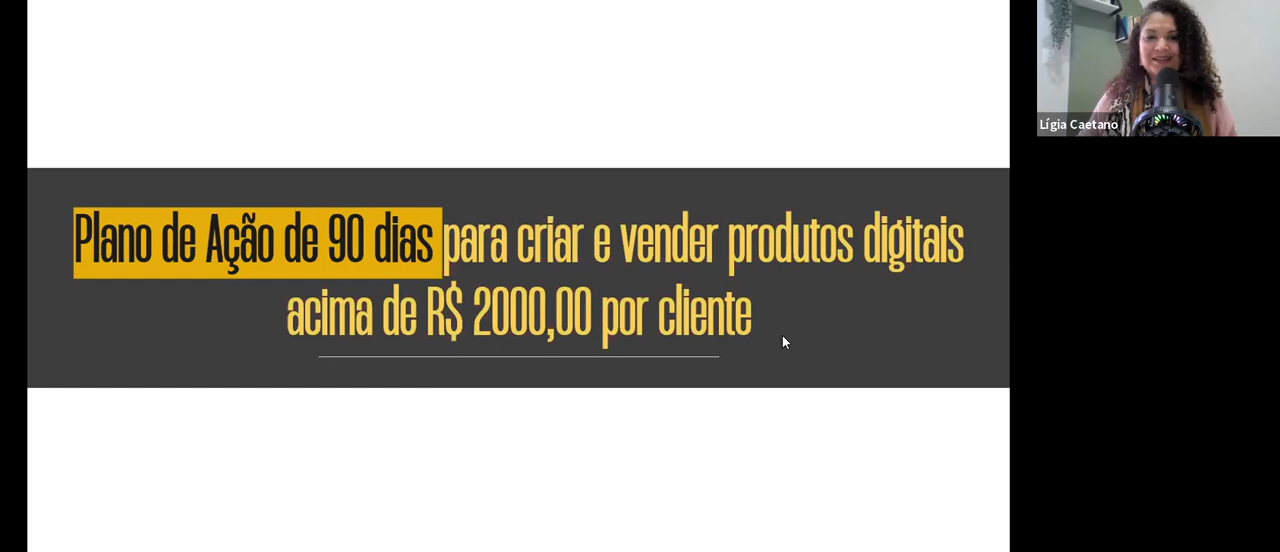 Plano de Ação de 90 dias para criar e vender produtos digitais
acima de R$ 2000,00 por cliente
Lígia Caetano